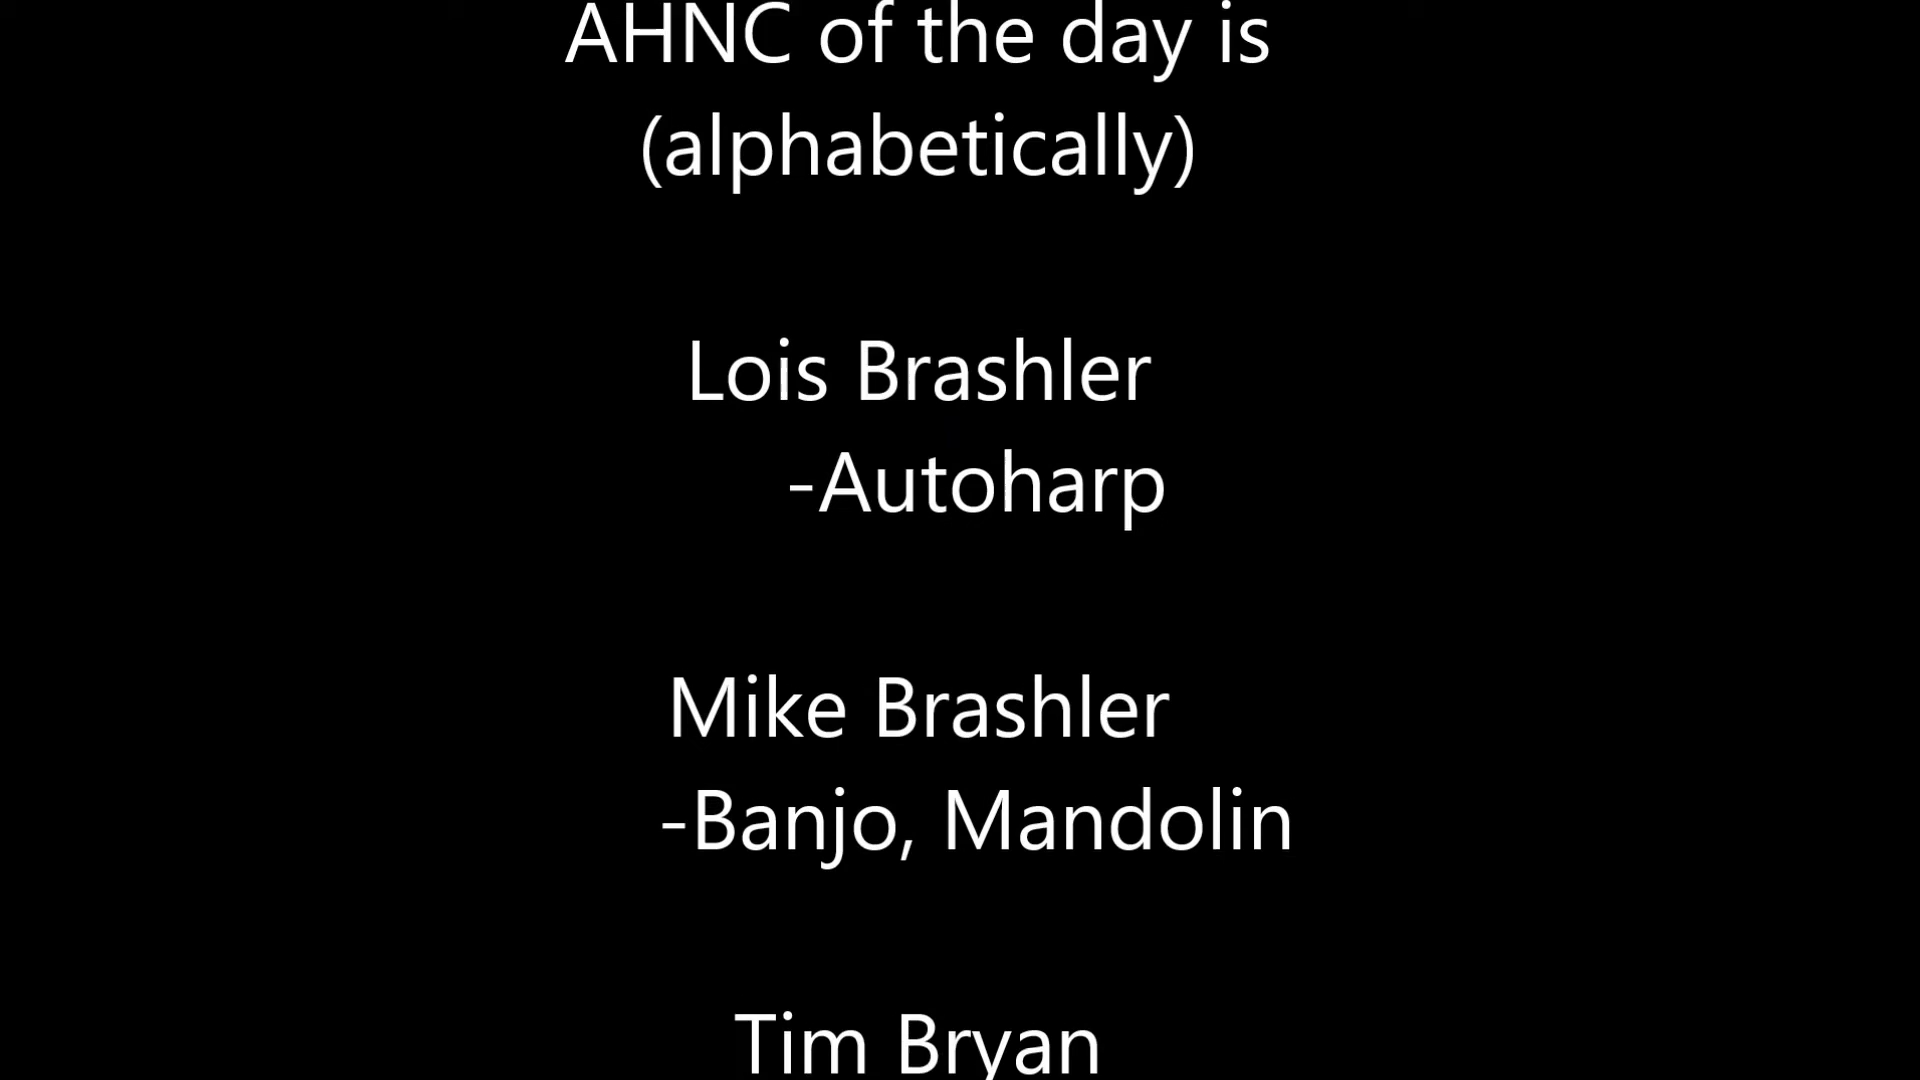 AHNC of the day is
(alphabetically)
Lois Brashler
-Autoharp
Mike Brashler
-Banjo, Mandolin
Tim Bryan